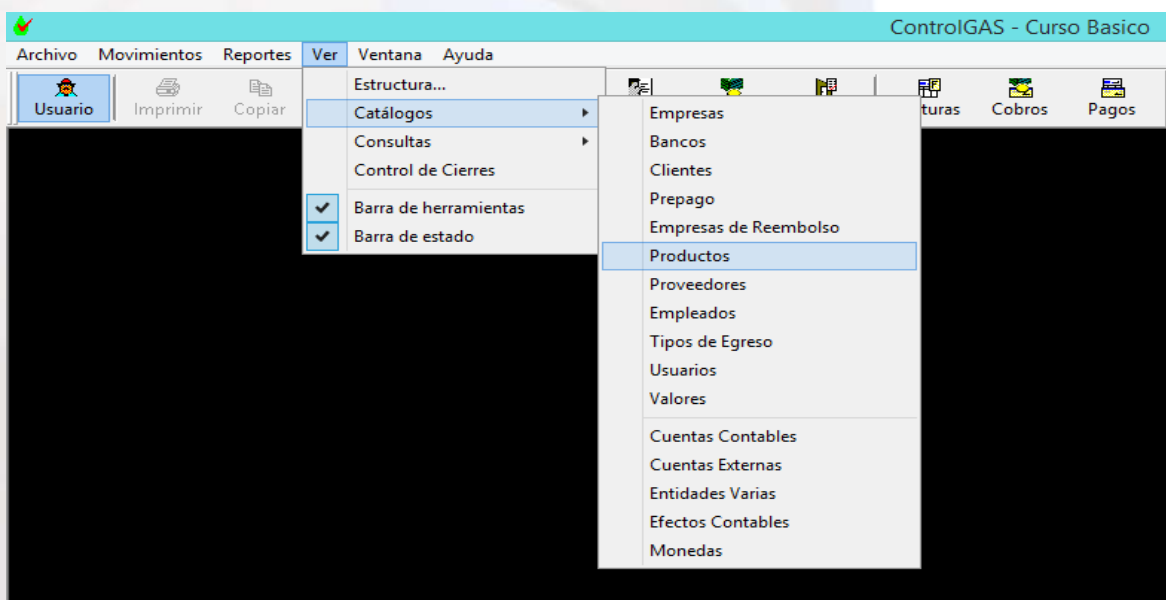 ControlGAS - Curso Basico
Archivo Movimientos Reportes Ver Ventana Ayuda
Usuario Imprimir Copiar Cobros Pagos
Estructura...
Catálogos
Consultas
Control de Cierres
Barra de herramientas
Barra de estado
Empresas
Bancos
Clientes
Prepago
Empresas de Reembolso
Productos
Proveedores
Empleados
Tipos de Egreso
Usuarios
Valores
Cuentas Contables
Cuentas Externas
Entidades Varias
Efectos Contables
Monedas